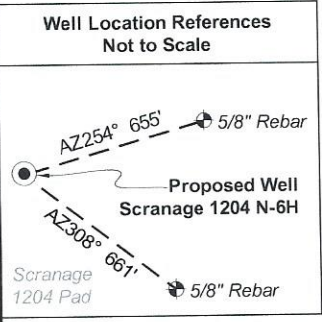 Well Location References
Not to Scale
AZ254° 655'
5/8" Rebar
Proposed Well
Scranage 1204 N-6H
AZ308° 661'
Scranage
1204 Pad
5/8" Rebar